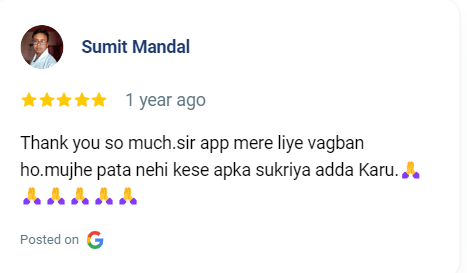 Sumit Mandal
1 year ago
Thank you so much.sir app mere liye vagban
ho.mujhe pata nehi kese apka sukriya adda Karu.🙏
🙏🙏🙏🙏🙏
Posted on